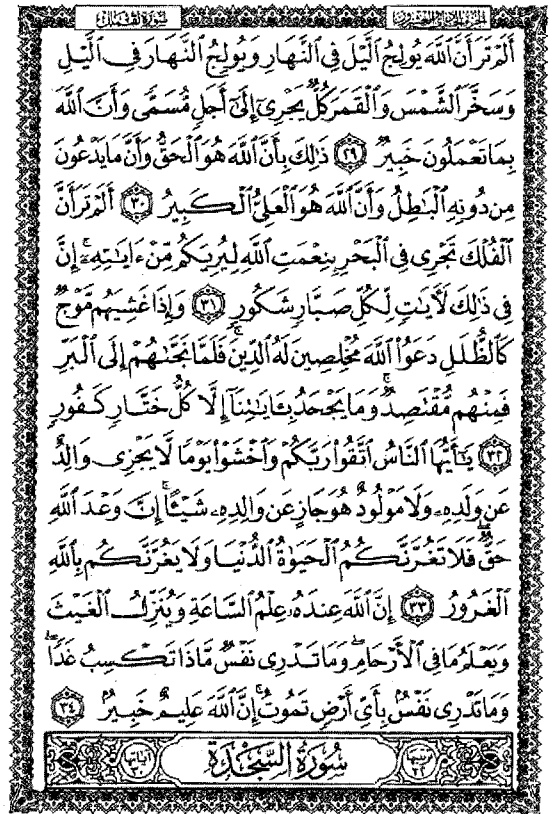 الجزء الحادي والعشرون
سورة لقمان
أَلَمْ تَرَ أَنَّ ٱللَّهَ يُولِجُ ٱلَّيْلَ فِى ٱلنَّهَارِ وَيُولِجُ ٱلنَّهَارَ فِى ٱلَّيْلِ
وَسَخَّرَ ٱلشَّمْسَ وَٱلْقَمَرَ كُلٌّ يَجْرِىٓ إِلَىٰٓ أَجَلٍ مُّسَمًّى وَأَنَّ ٱللَّهَ
بِمَا تَعْمَلُونَ خَبِيرٌ ٢٩ ذَٰلِكَ بِأَنَّ ٱللَّهَ هُوَ ٱلْحَقُّ وَأَنَّ مَا يَدْعُونَ
مِن دُونِهِ ٱلْبَٰطِلُ وَأَنَّ ٱللَّهَ هُوَ ٱلْعَلِىُّ ٱلْكَبِيرُ ٣٠ أَلَمْ تَرَ أَنَّ
ٱلْفُلْكَ تَجْرِى فِى ٱلْبَحْرِ بِنِعْمَتِ ٱللَّهِ لِيُرِيَكُم مِّنْ ءَايَٰتِهِۦٓ ۚ إِنَّ
فِى ذَٰلِكَ لَءَايَٰتٍ لِّكُلِّ صَبَّارٍ شَكُورٍ ٣١ وَإِذَا غَشِيَهُم مَّوْجٌ
كَٱلظُّلَلِ دَعَوُا۟ ٱللَّهَ مُخْلِصِينَ لَهُ ٱلدِّينَ فَلَمَّا نَجَّىٰهُمْ إِلَى ٱلْبَرِّ
فَمِنْهُم مُّقْتَصِدٌ ۚ وَمَا يَجْحَدُ بِـَٔايَٰتِنَآ إِلَّا كُلُّ خَتَّارٍ كَفُورٍ
٣٢ يَٰٓأَيُّهَا ٱلنَّاسُ ٱتَّقُوا۟ رَبَّكُمْ وَٱخْشَوْا۟ يَوْمًا لَّا يَجْزِى وَالِدٌ
عَن وَلَدِهِۦ وَلَا مَوْلُودٌ هُوَ جَازٍ عَن وَالِدِهِۦ شَيْـًٔا ۚ إِنَّ وَعْدَ ٱللَّهِ
حَقٌّ ۖ فَلَا تَغُرَّنَّكُمُ ٱلْحَيَوٰةُ ٱلدُّنْيَا وَلَا يَغُرَّنَّكُم بِٱللَّهِ
ٱلْغَرُورُ ٣٣ إِنَّ ٱللَّهَ عِندَهُۥ عِلْمُ ٱلسَّاعَةِ وَيُنَزِّلُ ٱلْغَيْثَ
وَيَعْلَمُ مَا فِى ٱلْأَرْحَامِ ۖ وَمَا تَدْرِى نَفْسٌ مَّاذَا تَكْسِبُ غَدًا ۖ
وَمَا تَدْرِى نَفْسٌۢ بِأَىِّ أَرْضٍ تَمُوتُ ۚ إِنَّ ٱللَّهَ عَلِيمٌ خَبِيرٌۢ ٣٤
ترتيبها ٣٢ سُورَةُ السَّجْدَةِ آياتها ٣٠